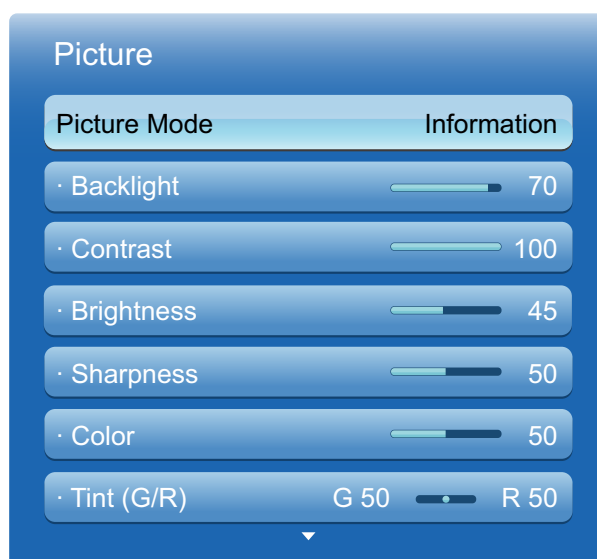 Picture
Picture Mode Information
· Backlight 70
· Contrast 100
· Brightness 45
· Sharpness 50
· Color 50
· Tint (G/R) G 50 R 50